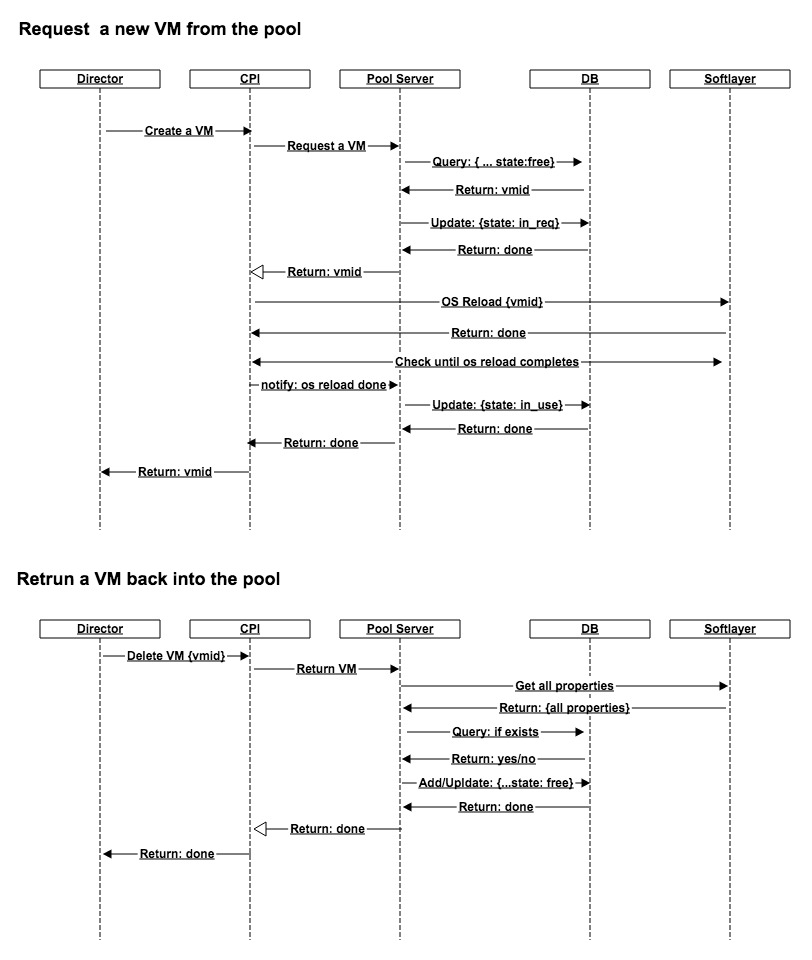 Request  a new VM from the pool
Director
CPI
Pool Server
DB
Softlayer
Create a VM
Request a VM
Query: { ... state:free}
Return: vmid
Update: {state: in_req}
Return: done
Return: vmid
OS Reload {vmid}
Return: done
Check until os reload completes
notify: os reload done
Update: {state: in_use}
Return: done
Return: done
Return: vmid
Retrun a VM back into the pool
Director
CPI
Pool Server
DB
Softlayer
Delete VM {vmid}
Return VM
Get all properties
Return: {all properties}
Query: if exists
Return: yes/no
Add/Upldate: {...state: free}
Return: done
Return: done
Return: done